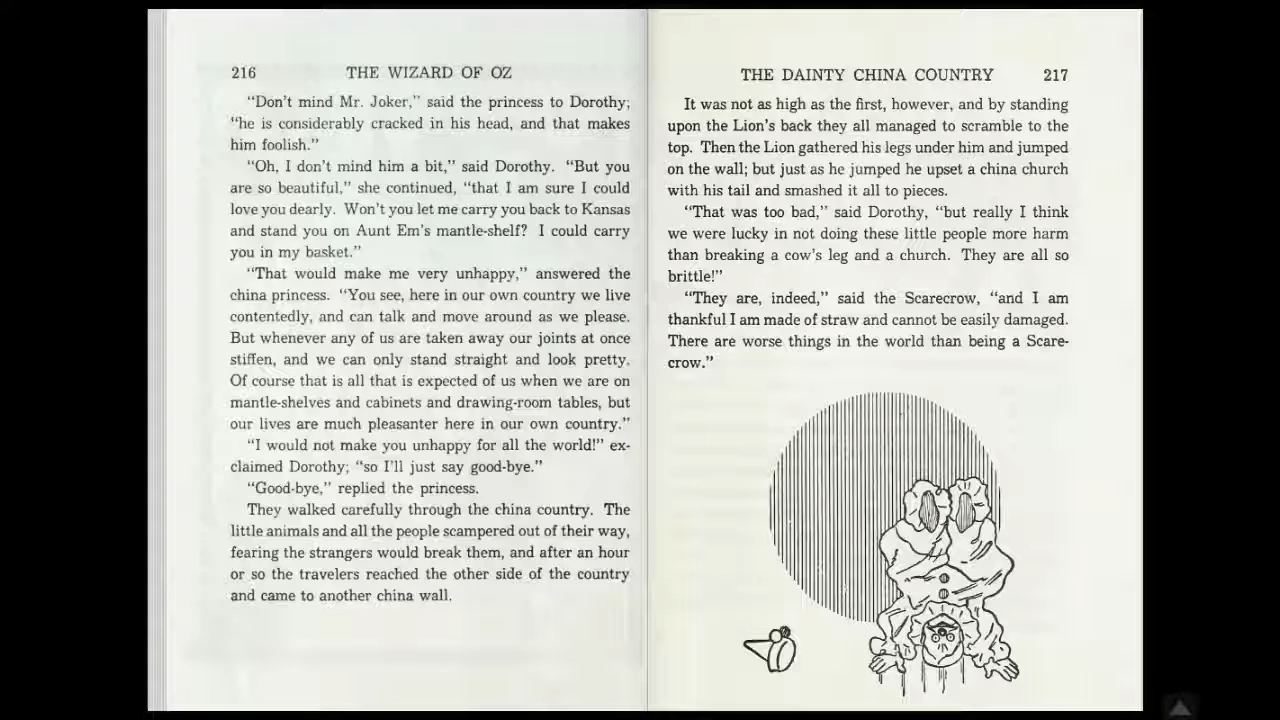 216 THE WIZARD OF OZ
“Don’t mind Mr. Joker,” said the princess to Dorothy;
“he is considerably cracked in his head, and that makes
him foolish.”
“Oh, I don’t mind him a bit,” said Dorothy. “But you
are so beautiful,” she continued, “that I am sure I could
love you dearly. Won’t you let me carry you back to Kansas
and stand you on Aunt Em’s mantle-shelf? I could carry
you in my basket.”
“That would make me very unhappy,” answered the
china princess. “You see, here in our own country we live
contentedly, and can talk and move around as we please.
But whenever any of us are taken away our joints at once
stiffen, and we can only stand straight and look pretty.
Of course that is all that is expected of us when we are on
mantle-shelves and cabinets and drawing-room tables, but
our lives are much pleasanter here in our own country.”
“I would not make you unhappy for all the world!” ex-
claimed Dorothy; “so I’ll just say good-bye.”
“Good-bye,” replied the princess.
They walked carefully through the china country. The
little animals and all the people scampered out of their way,
fearing the strangers would break them, and after an hour
or so the travelers reached the other side of the country
and came to another china wall.
THE DAINTY CHINA COUNTRY 217
It was not as high as the first, however, and by standing
upon the Lion’s back they all managed to scramble to the
top. Then the Lion gathered his legs under him and jumped
on the wall; but just as he jumped he upset a china church
with his tail and smashed it all to pieces.
“That was too bad,” said Dorothy, “but really I think
we were lucky in not doing these little people more harm
than breaking a cow’s leg and a church. They are all so
brittle!”
“They are, indeed,” said the Scarecrow, “and I am
thankful I am made of straw and cannot be easily damaged.
There are worse things in the world than being a Scare-
crow.”